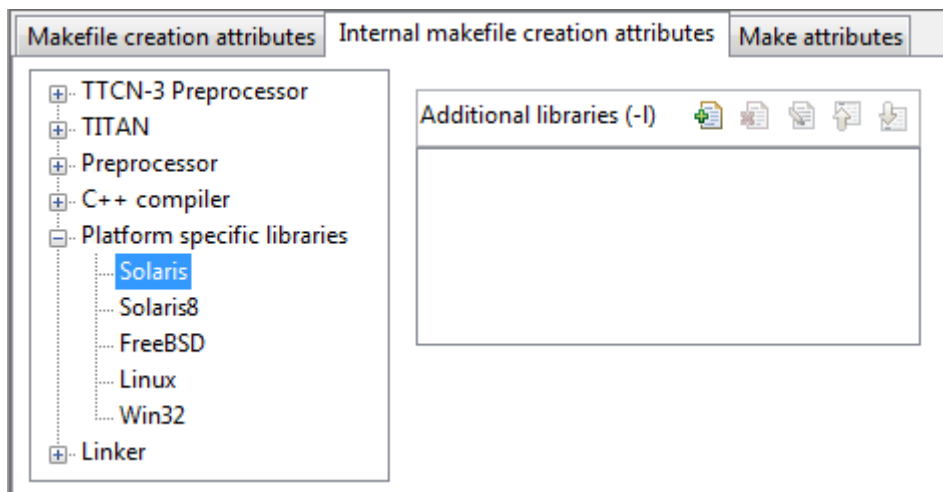 Makefile creation attributes
Internal makefile creation attributes
Make attributes
TTCN-3 Preprocessor
TITAN
Preprocessor
C++ compiler
Platform specific libraries
Solaris
Solaris8
FreeBSD
Linux
Win32
Linker
Additional libraries (-l)